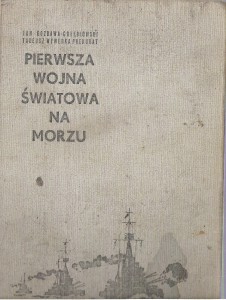 JAN GOZDAWA-GOŁĘBIOWSKI
TADEUSZ WYWERKA PREKURAT
PIERWSZA
WOJNA
ŚWIATOWA
NA
MORZU